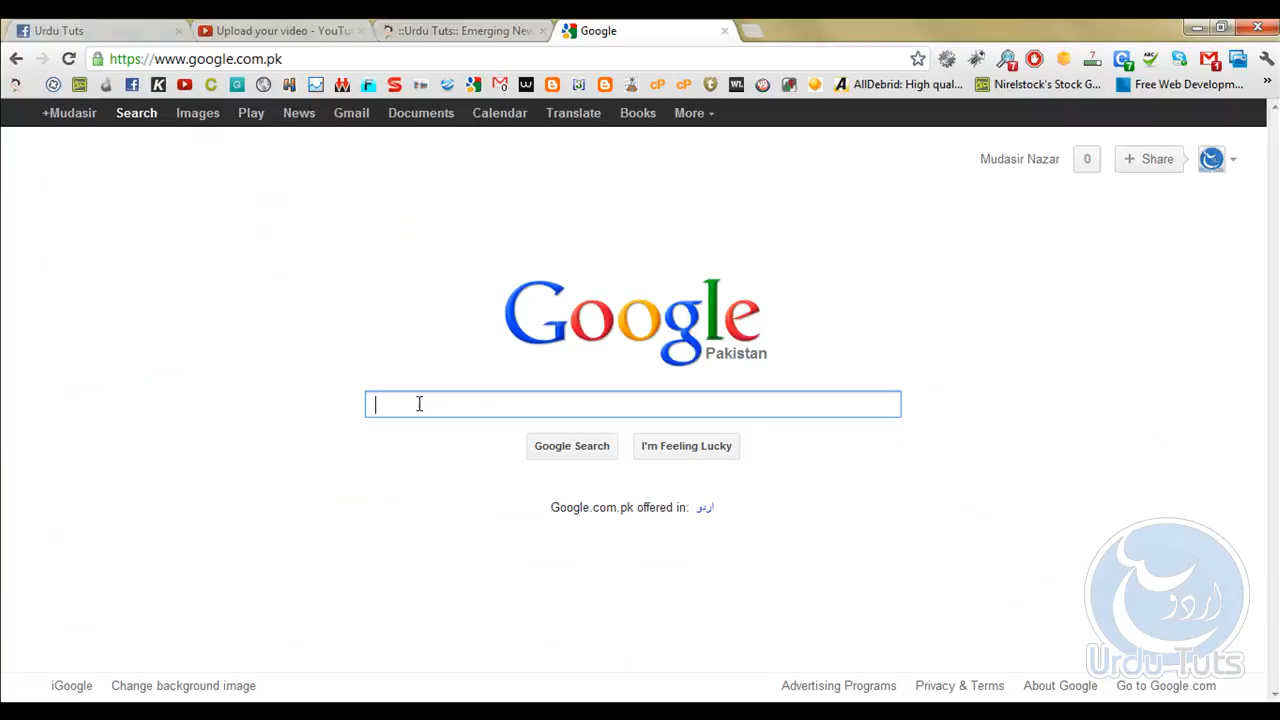 Urdu Tuts
Upload your video - YouTu
::Urdu Tuts:: Emerging New
Google
https://www.google.com.pk
AllDebrid: High qual...
Nirelstock's Stock G...
Free Web Developm...
+Mudasir Search Images Play News Gmail Documents Calendar Translate Books More
Mudasir Nazar 0 + Share
Google
Pakistan
Google Search I'm Feeling Lucky
Google.com.pk offered in: اردو
اردو
Urdu Tuts
iGoogle Change background image Advertising Programs Privacy & Terms About Google Go to Google.com